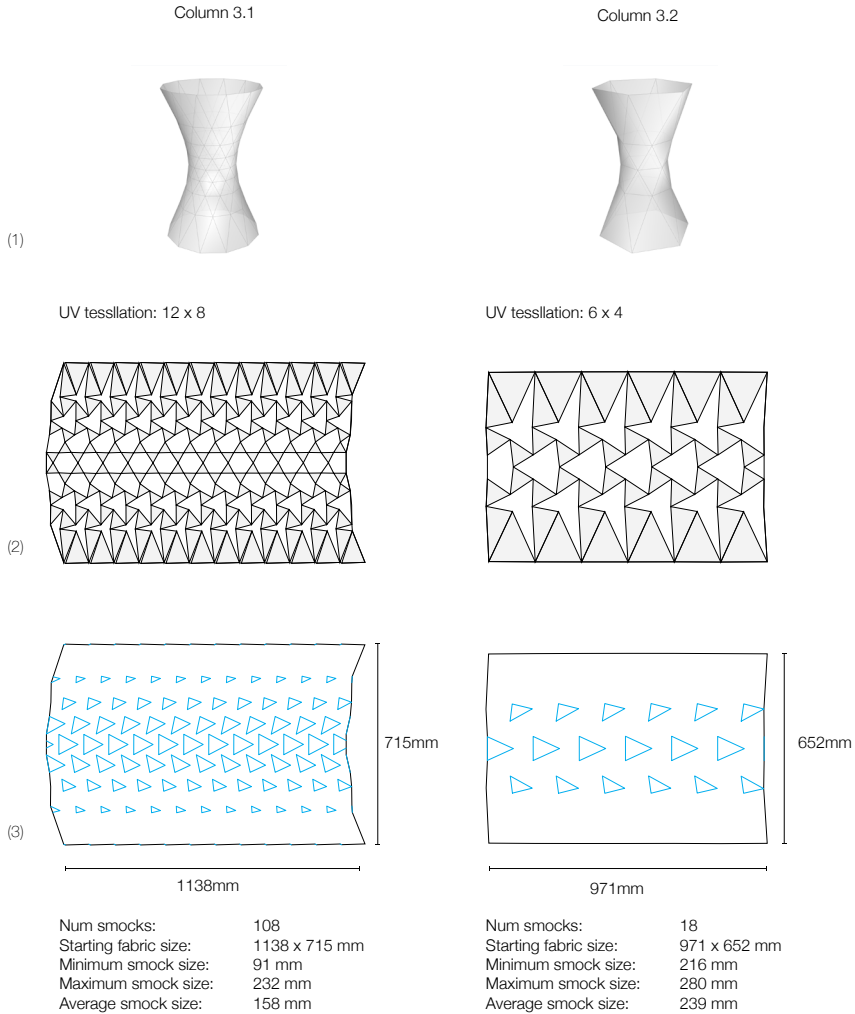 Column 3.1
Column 3.2
(1)
UV tessllation: 12 x 8
UV tessllation: 6 x 4
(2)
715mm
652mm
(3)
1138mm
971mm
Num smocks: 108
Starting fabric size: 1138 x 715 mm
Minimum smock size: 91 mm
Maximum smock size: 232 mm
Average smock size: 158 mm
Num smocks: 18
Starting fabric size: 971 x 652 mm
Minimum smock size: 216 mm
Maximum smock size: 280 mm
Average smock size: 239 mm